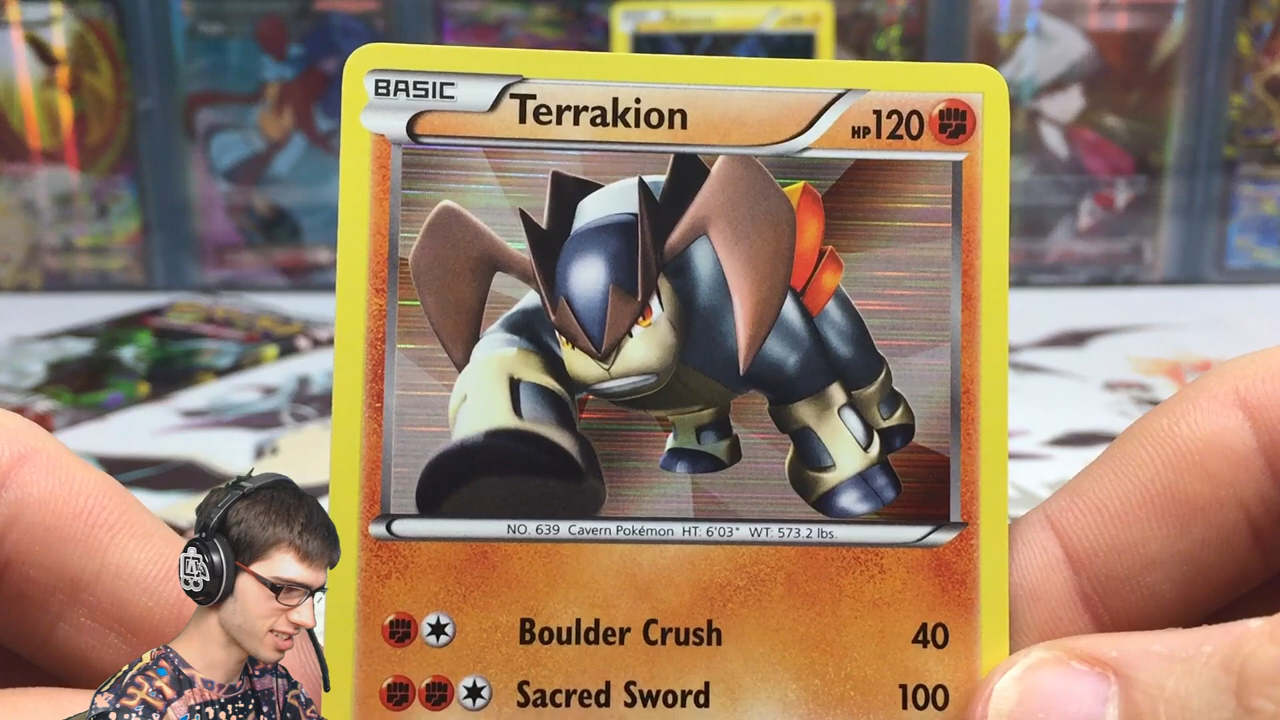 BASIC Terrakion HP120
NO. 639 Cavern Pokémon HT: 6'03" WT: 573.2 lbs.
Boulder Crush 40
Sacred Sword 100